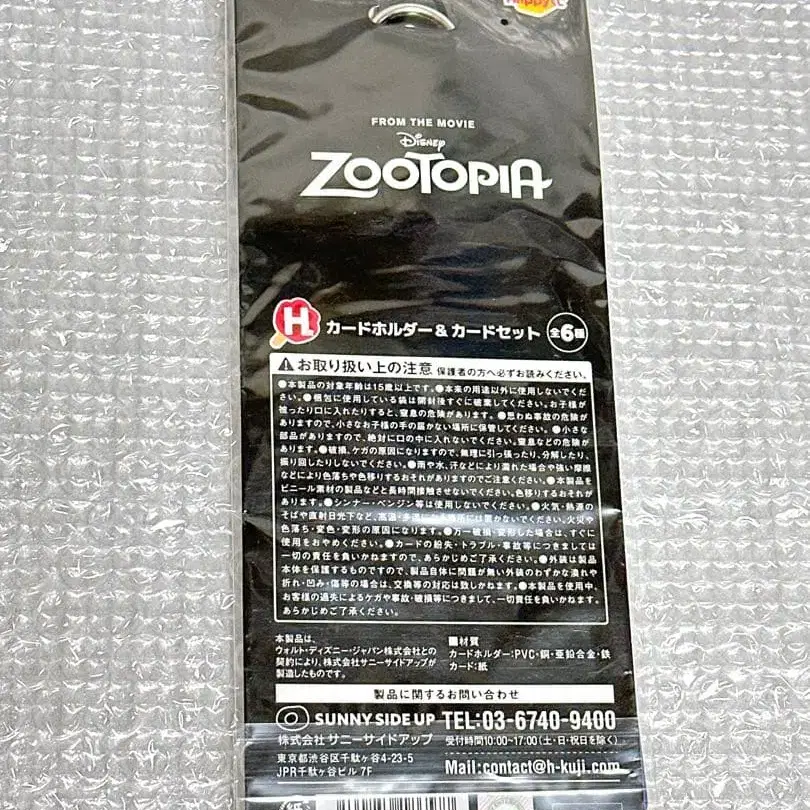 Happyくじ
FROM THE MOVIE
Disney
ZOOTOPIA
H カードホルダー&カードセット 全6種
お取り扱い上の注意 保護者の方へ必ずお読みください。
●本製品の対象年齢は15歳以上です。●本来の用途以外に使用しないでくだ
さい。●梱包に使用している袋は開封後すぐに破棄してください。お子様が
被ったり口に入れたりすると、窒息の危険があります。●思わぬ事故の危険が
ありますので、小さなお子様の手の届かない場所に保管してください。●小さな
部品がありますので、絶対に口の中に入れないでください。窒息などの危険が
あります。●破損、ケガの原因になりますので、無理に引っ張ったり、分解したり、
振り回したりしないでください。●雨や水、汗などにより濡れた場合や強い摩擦
などにより色落ちや色移りするおそれがありますのでご注意ください。●本製品を
ビニール素材の製品などと長時間接触させないでください。色移りするおそれが
あります。●シンナー・ベンジン等は使用しないでください。●火気・熱源の
そばや直射日光下など、高温・多湿になる場所には置かないでください。火災や
色落ち・変色・変形の原因になります。●万一破損・変形した場合は、すぐに
使用をおやめください。●カードの紛失・トラブル・事故等につきましては
一切の責任を負いかねますので、あらかじめご了承ください。●外装は製品
本体を保護するものですので、製品自体に問題が無い外装のわずかな潰れや
折れ・凹み・傷等の場合は、交換等の対応は致しかねます。●本製品を使用中、
お客様の過失によるケガや事故・破損等につきまして、一切責任を負いかねます。
あらかじめご了承ください。
本製品は、
ウォルト・ディズニー・ジャパン株式会社との
契約により、株式会社サニーサイドアップが
製造したものです。
■材質
カードホルダー:PVC・銅・亜鉛合金・鉄
カード:紙
製品に関するお問い合わせ
SUNNY SIDE UP
株式会社 サニーサイドアップ
東京都渋谷区千駄ヶ谷4-23-5
JPR千駄ヶ谷ビル 7F
TEL:03-6740-9400
受付時間10:00~17:00(土・日・祝日を除く)
Mail:contact@h-kuji.com